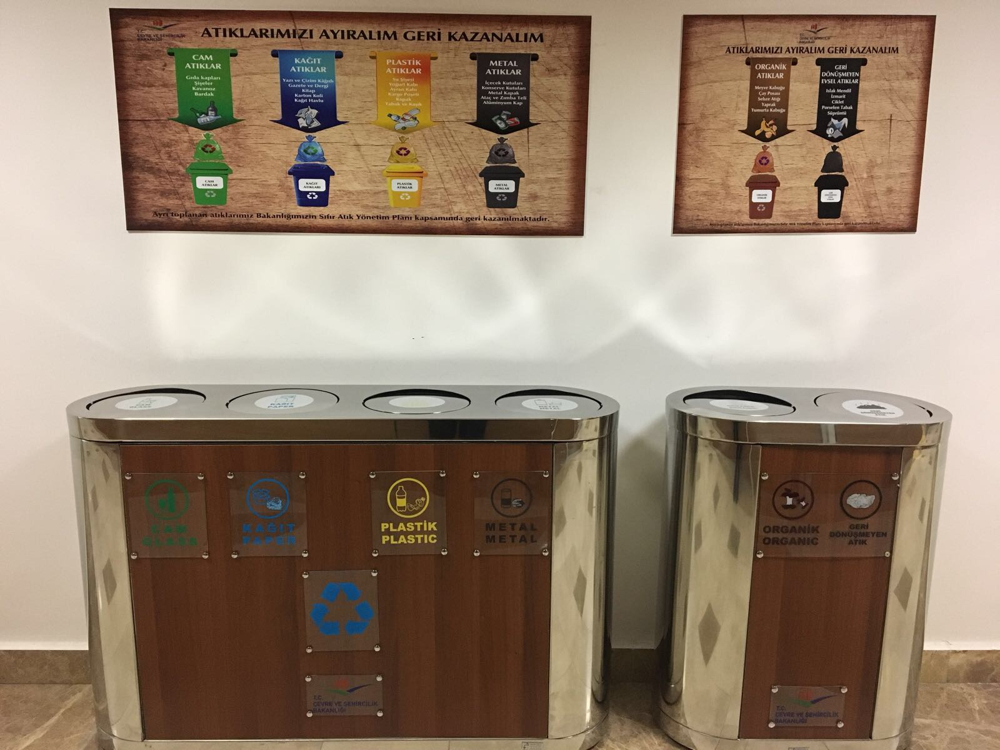 T.C.
ÇEVRE VE ŞEHİRCİLİK
BAKANLIĞI
ATIKLARIMIZI AYIRALIM GERİ KAZANALIM
CAM
ATIKLAR
Gıda kapları
Şişeler
Kavanoz
Bardak
KAĞIT
ATIKLAR
Yazı ve Çizim Kâğıdı
Gazete ve Dergi
Kitap
Karton Koli
Kağıt Havlu
PLASTİK
ATIKLAR
Su Şişesi
Yoğurt Kabı
Ayran Kabı
Kargo Poşeti
Kapak
Tabak ve Kaşık
METAL
ATIKLAR
İçecek Kutuları
Konserve Kutuları
Metal Kapak
Ataç ve Zımba Teli
Alüminyum Kap
CAM
ATIKLAR
KAĞIT
ATIKLARI
PLASTİK
ATIKLAR
METAL
ATIKLAR
Ayrı toplanan atıklarımız Bakanlığımızın Sıfır Atık Yönetim Planı kapsamında geri kazanılmaktadır.
T.C.
ÇEVRE VE ŞEHİRCİLİK
BAKANLIĞI
ATIKLARIMIZI AYIRALIM GERİ KAZANALIM
ORGANİK
ATIKLAR
Meyve Kabuğu
Çay Posası
Sebze Atığı
Yaprak
Yumurta Kabuğu
GERİ
DÖNÜŞMEYEN
EVSEL ATIKLAR
Islak Mendil
İzmarit
Ciklet
Porselen Tabak
Süprüntü
ORGANİK
ATIKLAR
Ayrı toplanan atıklarımız Bakanlığımızın Sıfır Atık Yönetim Planı kapsamında geri kazanılmaktadır.
CAM
GLASS
KAĞIT
PAPER
METAL
METAL
GERİ
DÖNÜŞMEYEN
ATIK
CAM
GLASS
KAĞIT
PAPER
PLASTİK
PLASTIC
METAL
METAL
ORGANİK
ORGANIC
GERİ
DÖNÜŞMEYEN
ATIK
T.C.
ÇEVRE VE ŞEHİRCİLİK
BAKANLIĞI
T.C.
ÇEVRE VE ŞEHİRCİLİK
BAKANLIĞI